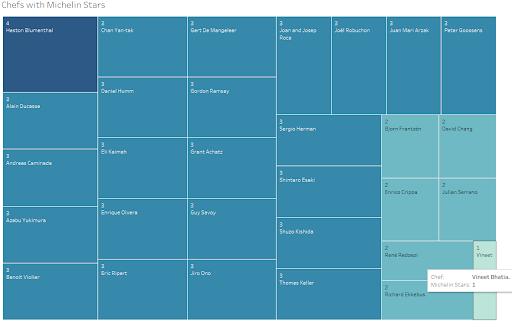 Chefs with Michelin Stars
4
Heston Blumenthal
3
Alain Ducasse
3
Andreas Caminada
3
Azabu Yukimura
3
Benoit Violier
3
Chan Yan-tak
3
Daniel Humm
3
Eli Kaimeh
3
Enrique Olvera
3
Eric Ripert
3
Gert De Mangeleer
3
Gordon Ramsay
3
Grant Achatz
3
Guy Savoy
3
Jiro Ono
3
Joan and Josep
Roca
3
Joël Robuchon
3
Juan Mari Arzak
3
Peter Goossens
3
Sergio Herman
3
Shintaro Esaki
3
Shuzo Kishida
3
Thomas Keller
2
Bjorn Frantzén
2
David Chang
2
Enrico Crippa
2
Julian Serrano
2
René Redzepi
2
Richard Ekkebus
1
Vineet
Chef: Vineet Bhatia.
Michelin Stars: 1